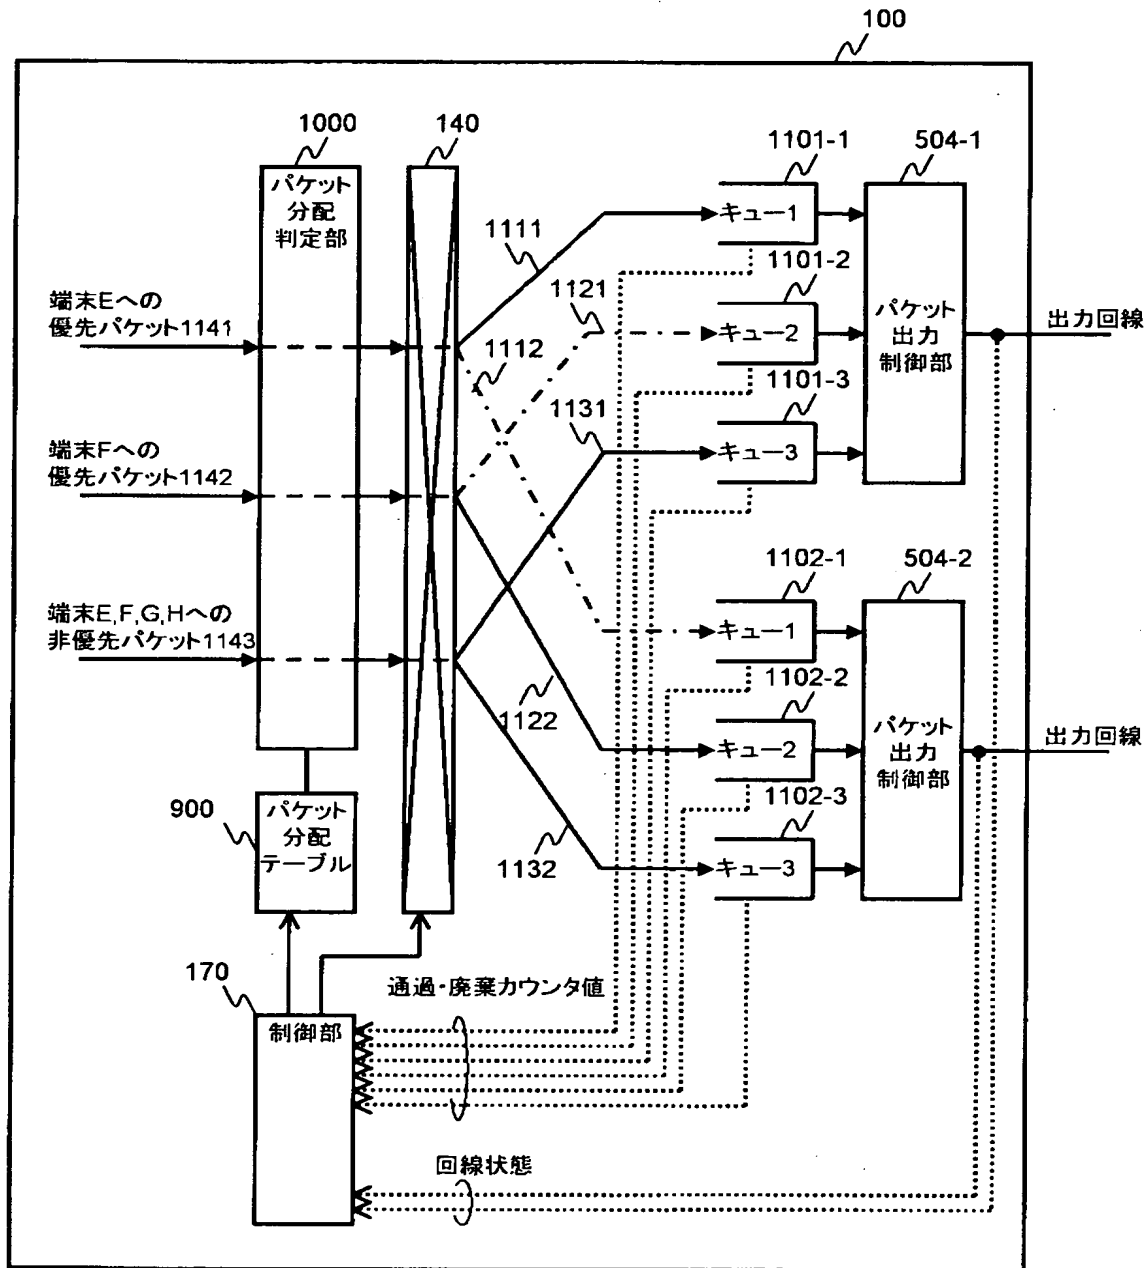 100
1000
140
1101-1
504-1
パケット
分配
判定部
キュー1
1111
1101-2
端末Eへの
優先パケット1141
1121
キュー2
パケット
出力
制御部
出力回線
1112
1101-3
1131
キュー3
端末Fへの
優先パケット1142
1102-1
504-2
端末E,F,G,Hへの
非優先パケット1143
キュー1
1102-2
1122
キュー2
パケット
出力
制御部
出力回線
900
パケット
分配
テーブル
1102-3
キュー3
1132
170
通過・廃棄カウンタ値
制御部
回線状態